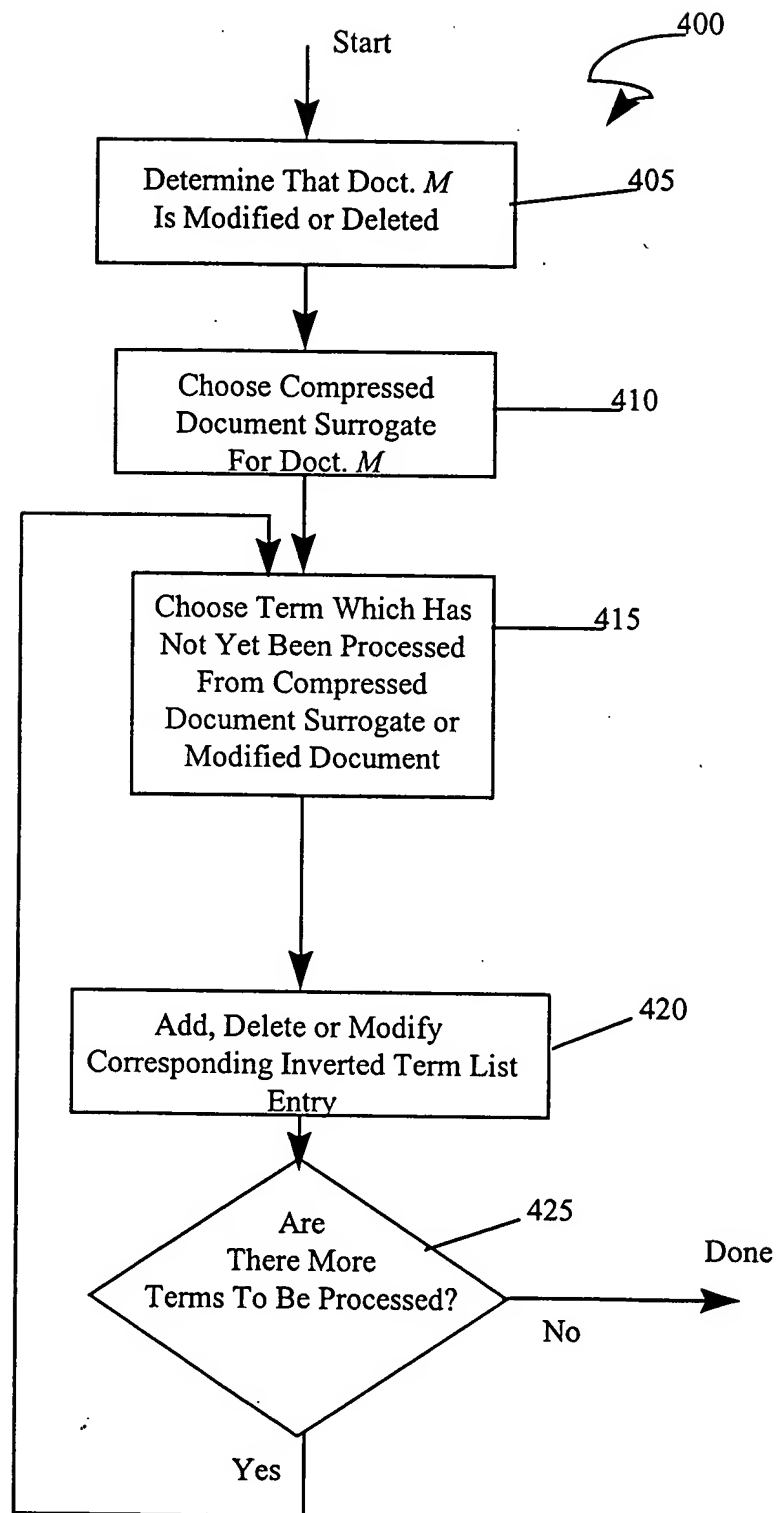 400
Start
Determine That Doct. M
Is Modified or Deleted
405
Choose Compressed
Document Surrogate
For Doct. M
410
Choose Term Which Has
Not Yet Been Processed
From Compressed
Document Surrogate or
Modified Document
415
Add, Delete or Modify
Corresponding Inverted Term List
Entry
420
Are
There More
Terms To Be Processed?
425
Done
No
Yes